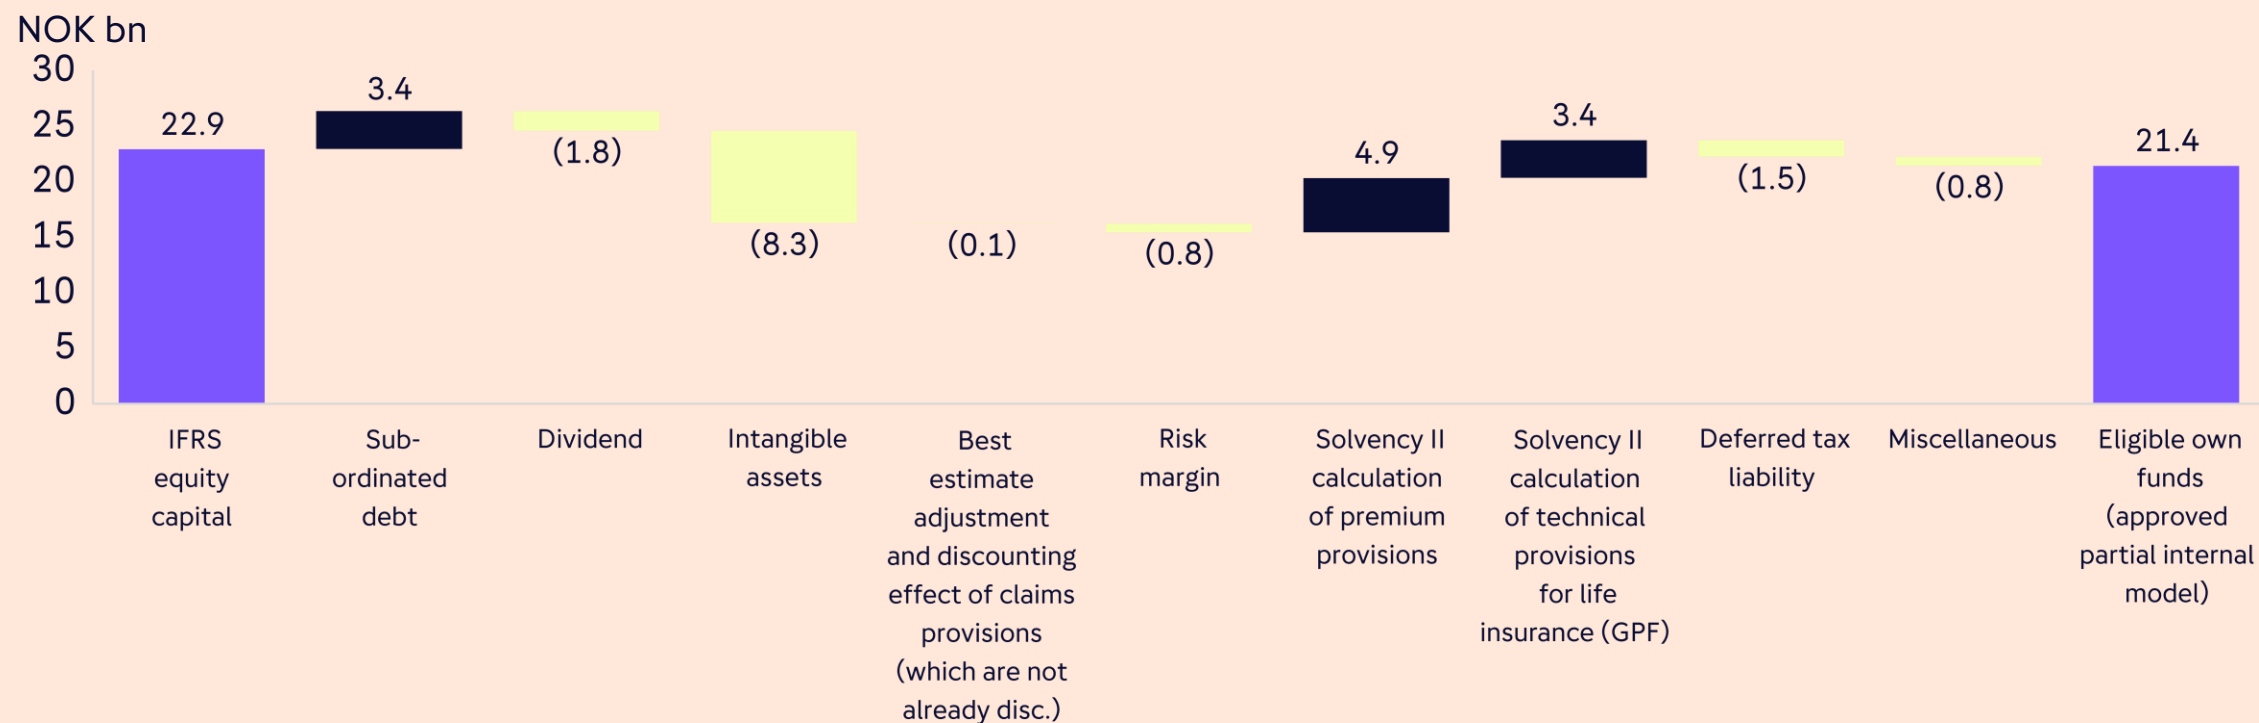 NOK bn
30
25
20
15
10
5
0
22.9
3.4
(1.8)
(8.3)
(0.1)
(0.8)
4.9
3.4
(1.5)
(0.8)
21.4
IFRS
equity
capital
Sub-
ordinated
debt
Dividend
Intangible
assets
Best
estimate
adjustment
and discounting
effect of claims
provisions
(which are not
already disc.)
Risk
margin
Solvency II
calculation
of premium
provisions
Solvency II
calculation
of technical
provisions
for life
insurance (GPF)
Deferred tax
liability
Miscellaneous
Eligible own
funds
(approved
partial internal
model)